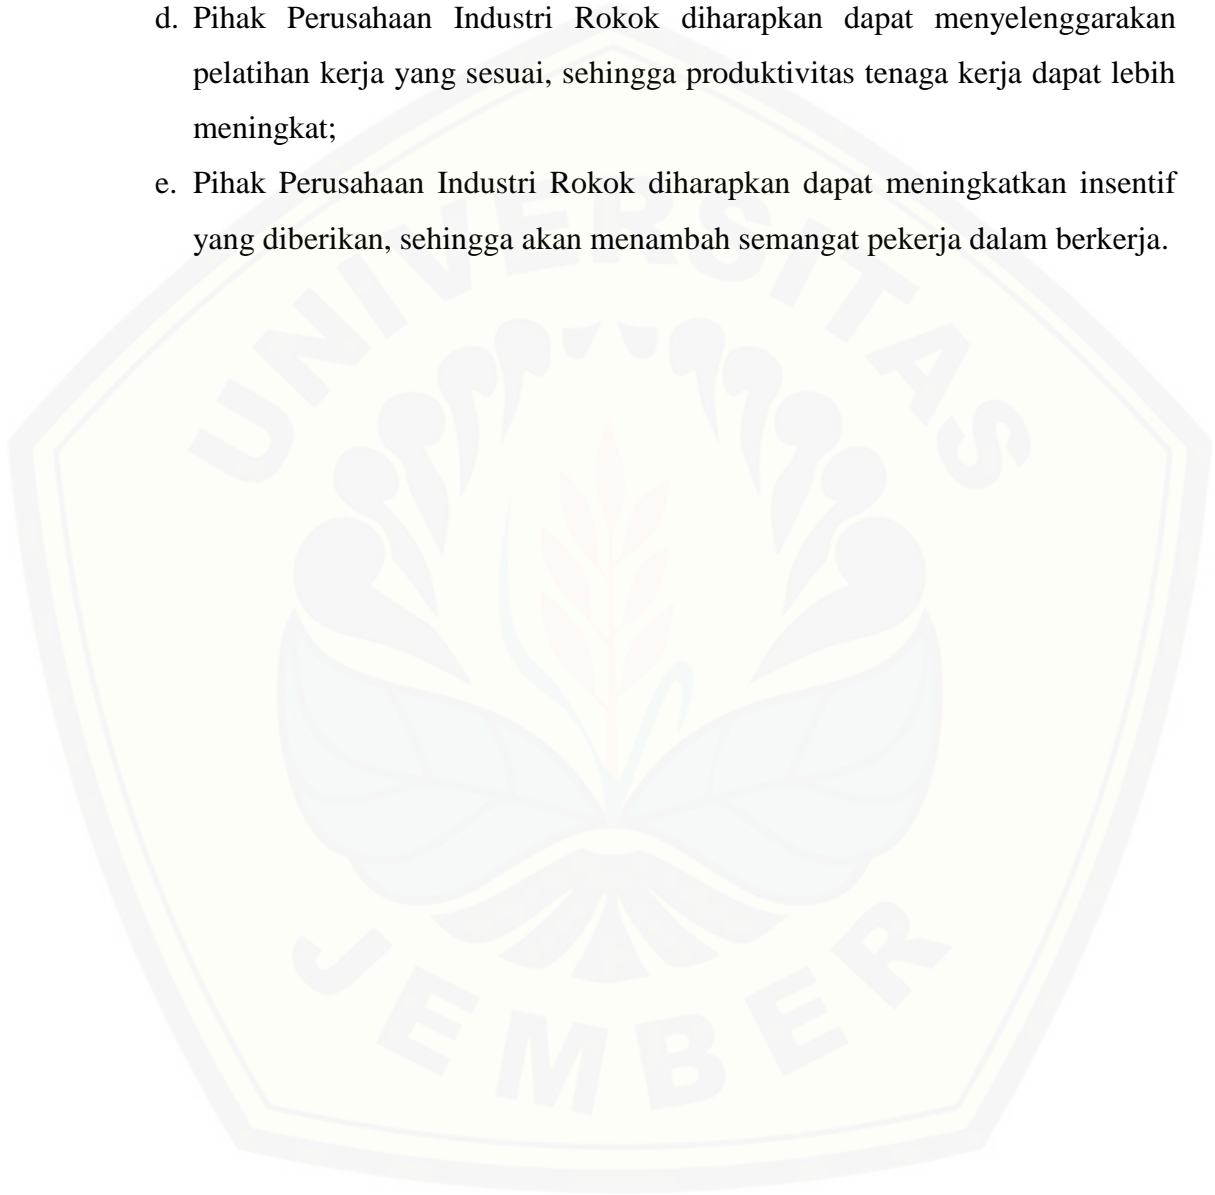 d. Pihak Perusahaan Industri Rokok diharapkan dapat menyelenggarakan
pelatihan kerja yang sesuai, sehingga produktivitas tenaga kerja dapat lebih
meningkat;
e. Pihak Perusahaan Industri Rokok diharapkan dapat meningkatkan insentif
yang diberikan, sehingga akan menambah semangat pekerja dalam berkerja.
UNIVERSITAS
JEMBER